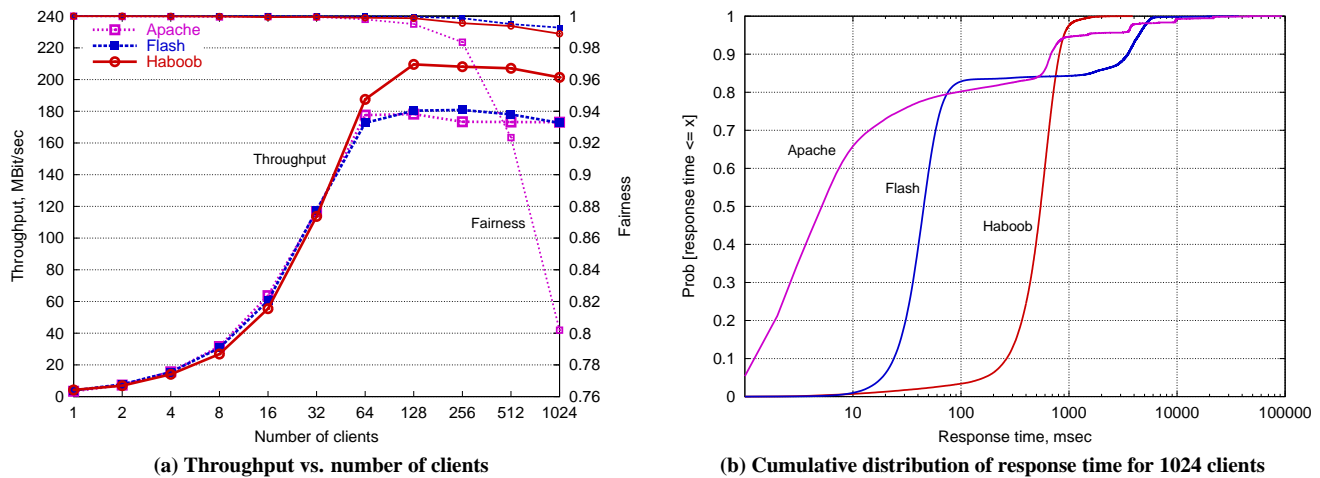 240
220
200
180
160
140
120
100
80
60
40
20
0
Throughput, MBit/sec
Apache
Flash
Haboob
Throughput
Fairness
1
0.98
0.96
0.94
0.92
0.9
0.88
0.86
0.84
0.82
0.8
0.78
0.76
Fairness
1 2 4 8 16 32 64 128 256 512 1024
Number of clients
(a) Throughput vs. number of clients
1
0.9
0.8
0.7
0.6
0.5
0.4
0.3
0.2
0.1
0
Prob [response time <= x]
Apache
Flash
Haboob
10 100 1000 10000 100000
Response time, msec
(b) Cumulative distribution of response time for 1024 clients